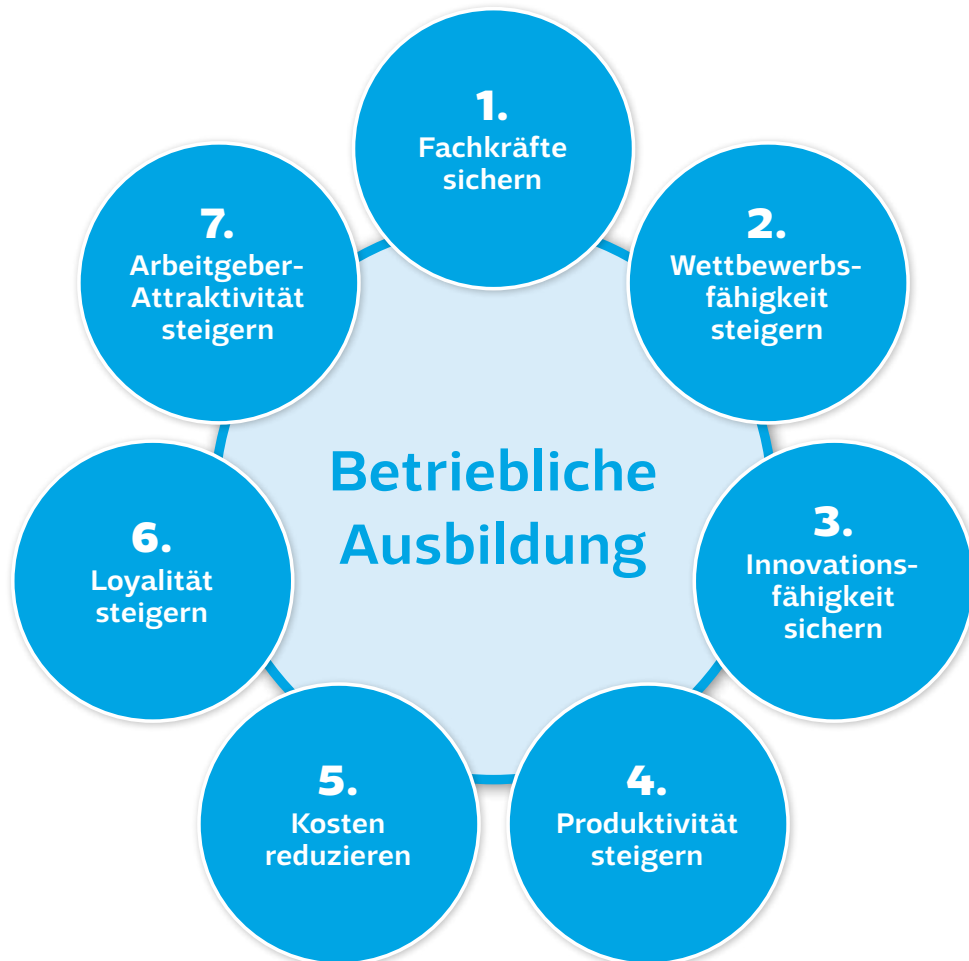 1.
Fachkräfte
sichern
2.
Wettbewerbs-
fähigkeit
steigern
3.
Innovations-
fähigkeit
sichern
4.
Produktivität
steigern
5.
Kosten
reduzieren
6.
Loyalität
steigern
7.
Arbeitgeber-
Attraktivität
steigern
Betriebliche
Ausbildung